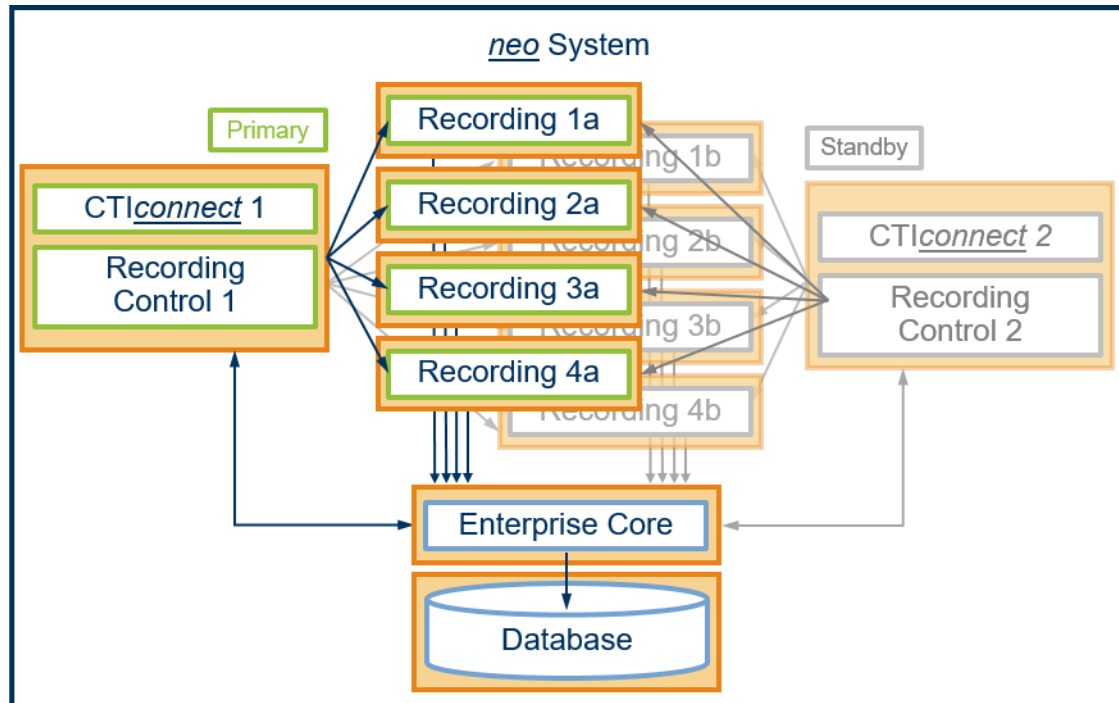 neo System
Primary
CTIconnect 1
Recording
Control 1
Recording 1a
Recording 2a
Recording 3a
Recording 4a
Recording 1b
Recording 2b
Recording 3b
Recording 4b
Standby
CTIconnect 2
Recording
Control 2
Enterprise Core
Database